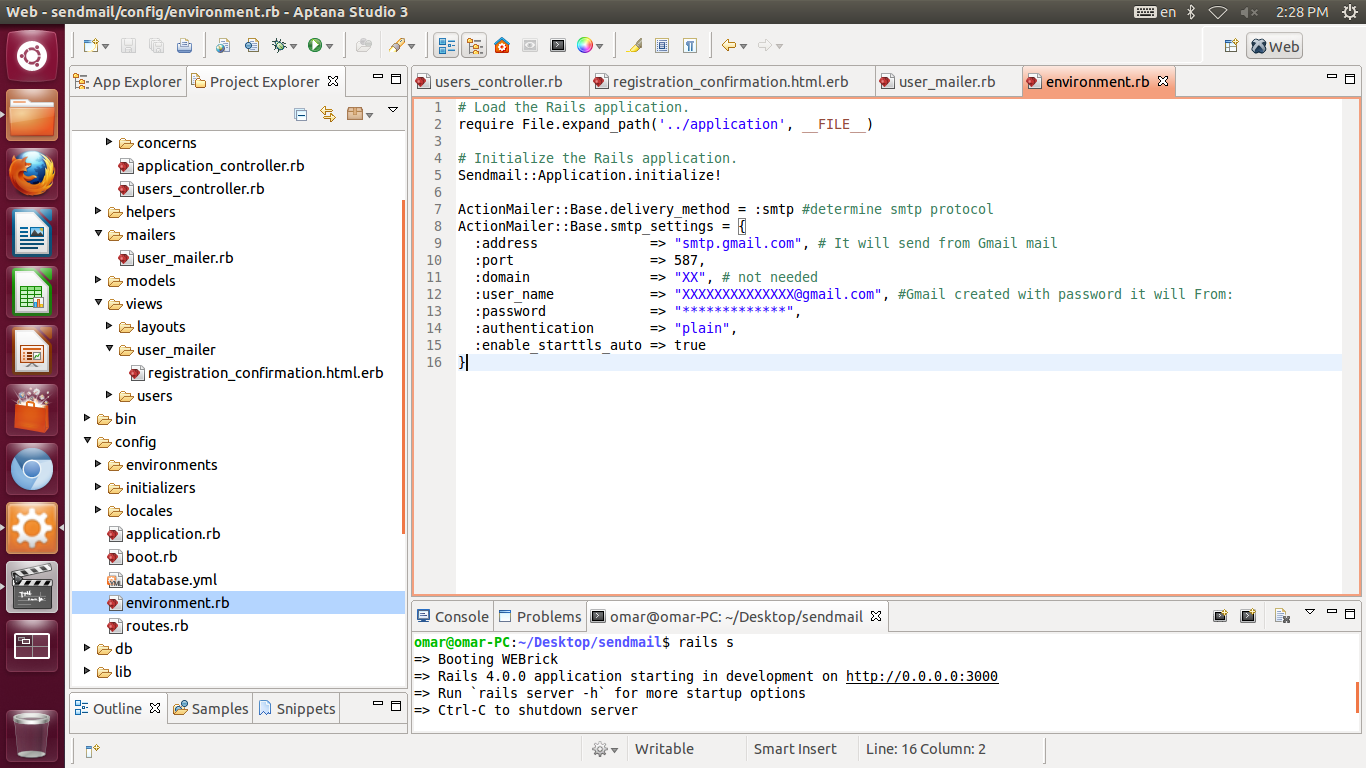 Web - sendmail/config/environment.rb - Aptana Studio 3
en
2:28 PM
Web
App Explorer
Project Explorer
concerns
application_controller.rb
users_controller.rb
helpers
mailers
user_mailer.rb
models
views
layouts
user_mailer
registration_confirmation.html.erb
users
bin
config
environments
initializers
locales
application.rb
boot.rb
database.yml
environment.rb
routes.rb
db
lib
Outline
Samples
Snippets
users_controller.rb
registration_confirmation.html.erb
user_mailer.rb
environment.rb
1 # Load the Rails application.
2 require File.expand_path('../application', __FILE__)
3
4 # Initialize the Rails application.
5 Sendmail::Application.initialize!
6
7 ActionMailer::Base.delivery_method = :smtp #determine smtp protocol
8 ActionMailer::Base.smtp_settings = {
9 :address => "smtp.gmail.com", # It will send from Gmail mail
10 :port => 587,
11 :domain => "XX", # not needed
12 :user_name => "XXXXXXXXXXXXXX@gmail.com", #Gmail created with password it will From:
13 :password => "*************",
14 :authentication => "plain",
15 :enable_starttls_auto => true
16 }
Console
Problems
omar@omar-PC: ~/Desktop/sendmail
omar@omar-PC:~/Desktop/sendmail$ rails s
=> Booting WEBrick
=> Rails 4.0.0 application starting in development on http://0.0.0.0:3000
=> Run `rails server -h` for more startup options
=> Ctrl-C to shutdown server
Writable
Smart Insert
Line: 16 Column: 2